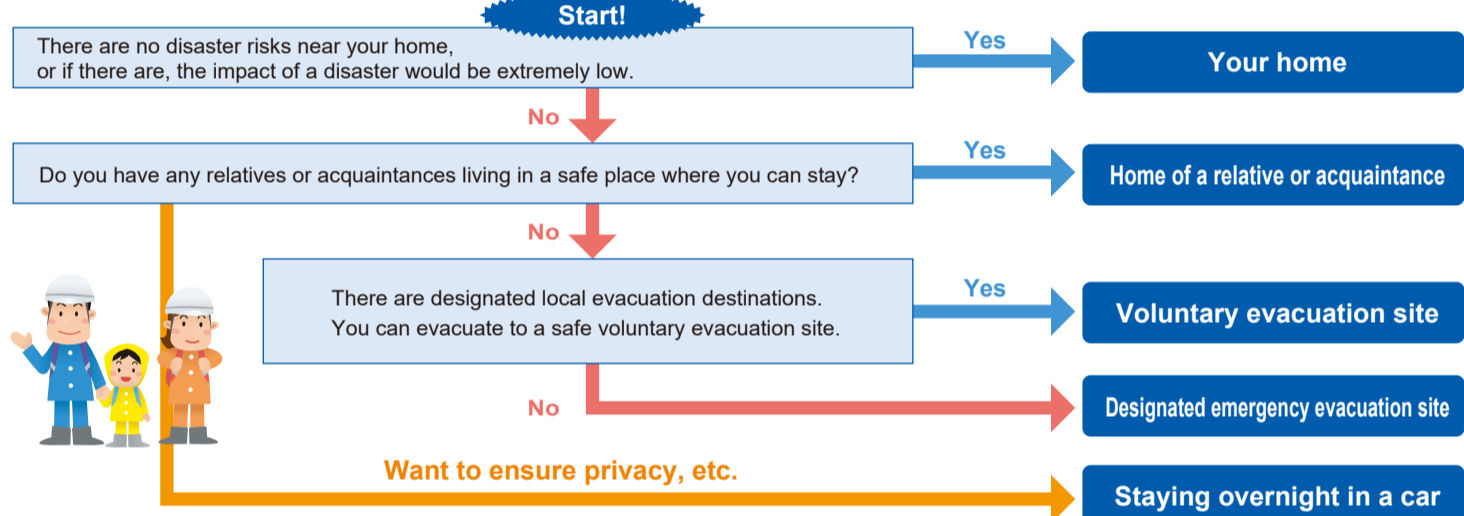 Start!
There are no disaster risks near your home,
or if there are, the impact of a disaster would be extremely low.
Yes
Your home
No
Do you have any relatives or acquaintances living in a safe place where you can stay?
Yes
Home of a relative or acquaintance
No
There are designated local evacuation destinations.
You can evacuate to a safe voluntary evacuation site.
Yes
Voluntary evacuation site
No
Designated emergency evacuation site
Want to ensure privacy, etc.
Staying overnight in a car